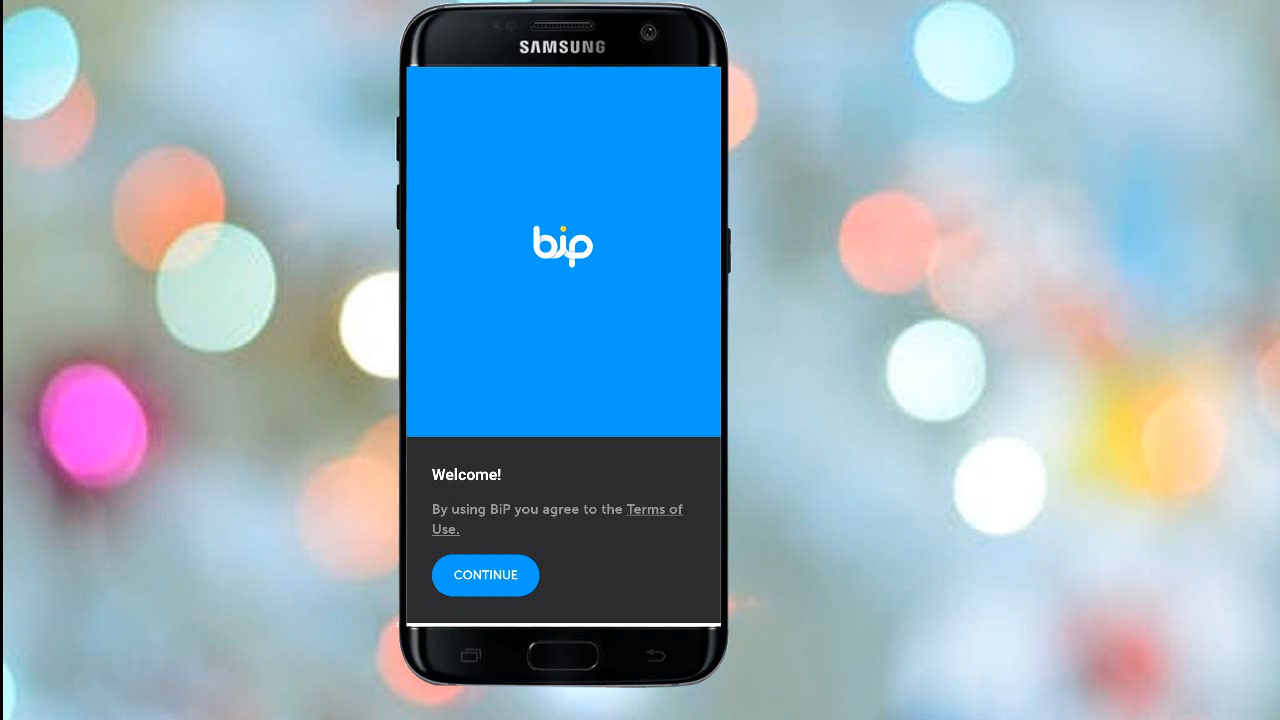 SAMSUNG
bip
Welcome!
By using BiP you agree to the Terms of
Use.
CONTINUE